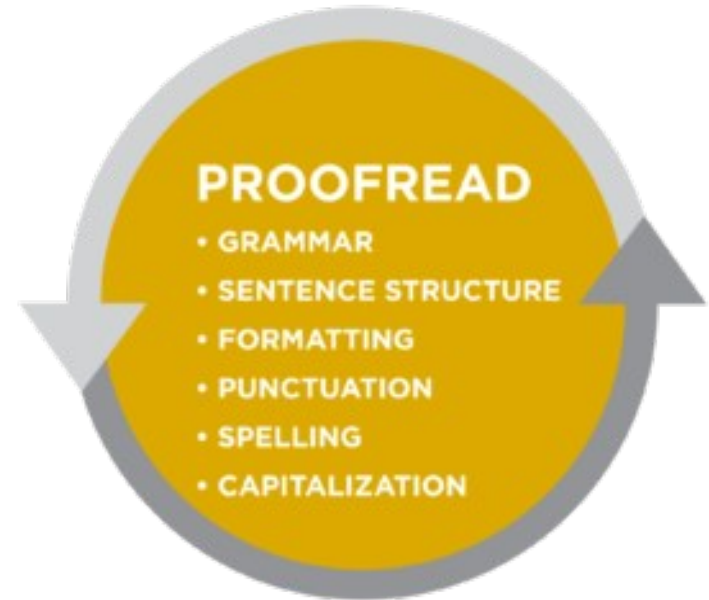 PROOFREAD
• GRAMMAR
• SENTENCE STRUCTURE
• FORMATTING
• PUNCTUATION
• SPELLING
• CAPITALIZATION